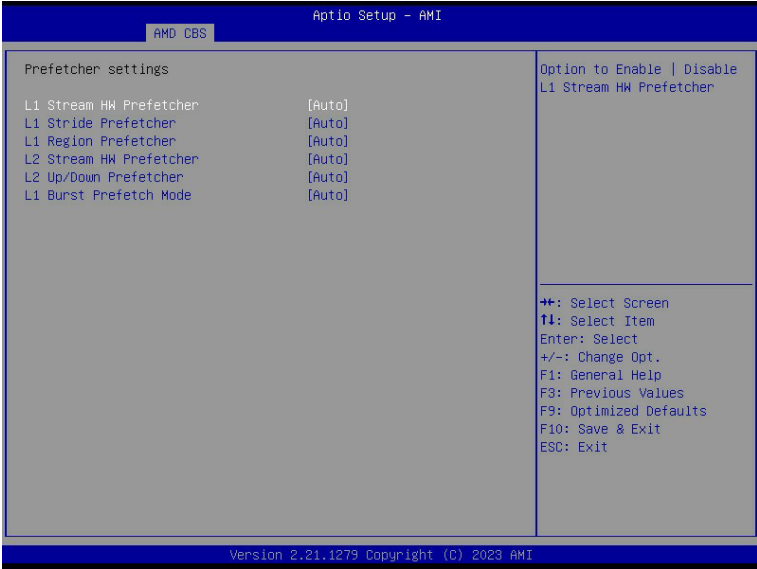 Aptio Setup – AMI
AMD CBS
Prefetcher settings
L1 Stream HW Prefetcher [Auto]
L1 Stride Prefetcher [Auto]
L1 Region Prefetcher [Auto]
L2 Stream HW Prefetcher [Auto]
L2 Up/Down Prefetcher [Auto]
L1 Burst Prefetch Mode [Auto]
Option to Enable | Disable
L1 Stream HW Prefetcher
→←: Select Screen
↑↓: Select Item
Enter: Select
+/-: Change Opt.
F1: General Help
F3: Previous Values
F9: Optimized Defaults
F10: Save & Exit
ESC: Exit
Version 2.21.1279 Copyright (C) 2023 AMI